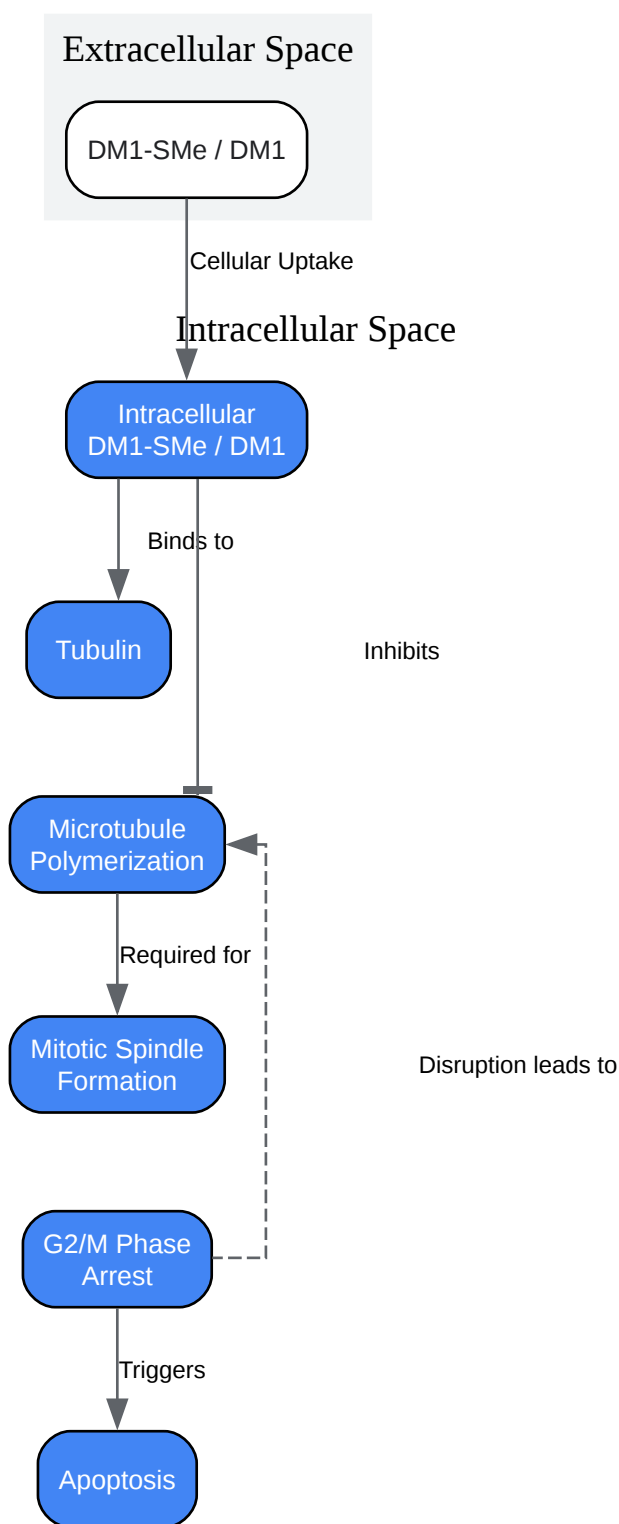 Extracellular Space
DM1-SMe / DM1
Cellular Uptake
Intracellular Space
Intracellular
DM1-SMe / DM1
Binds to
Tubulin
Inhibits
Microtubule
Polymerization
Required for
Mitotic Spindle
Formation
Disruption leads to
G2/M Phase
Arrest
Triggers
Apoptosis